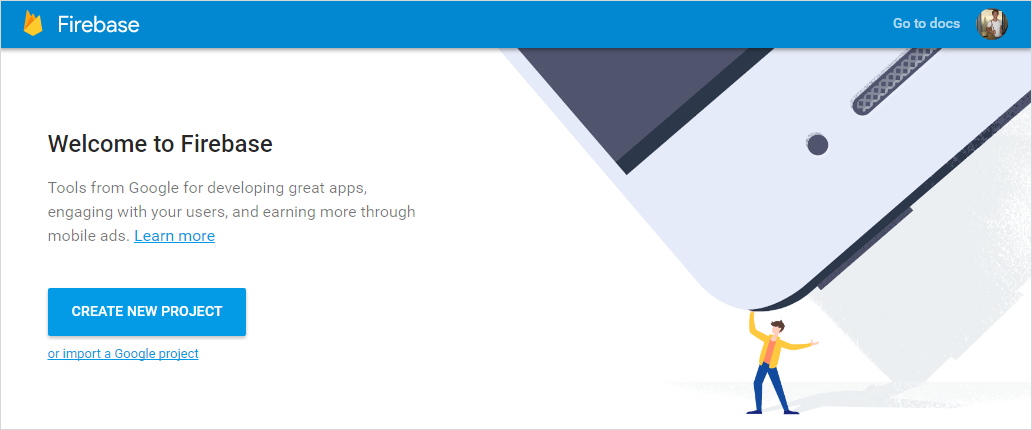 Firebase
Go to docs
Welcome to Firebase
Tools from Google for developing great apps,
engaging with your users, and earning more through
mobile ads. Learn more
CREATE NEW PROJECT
or import a Google project